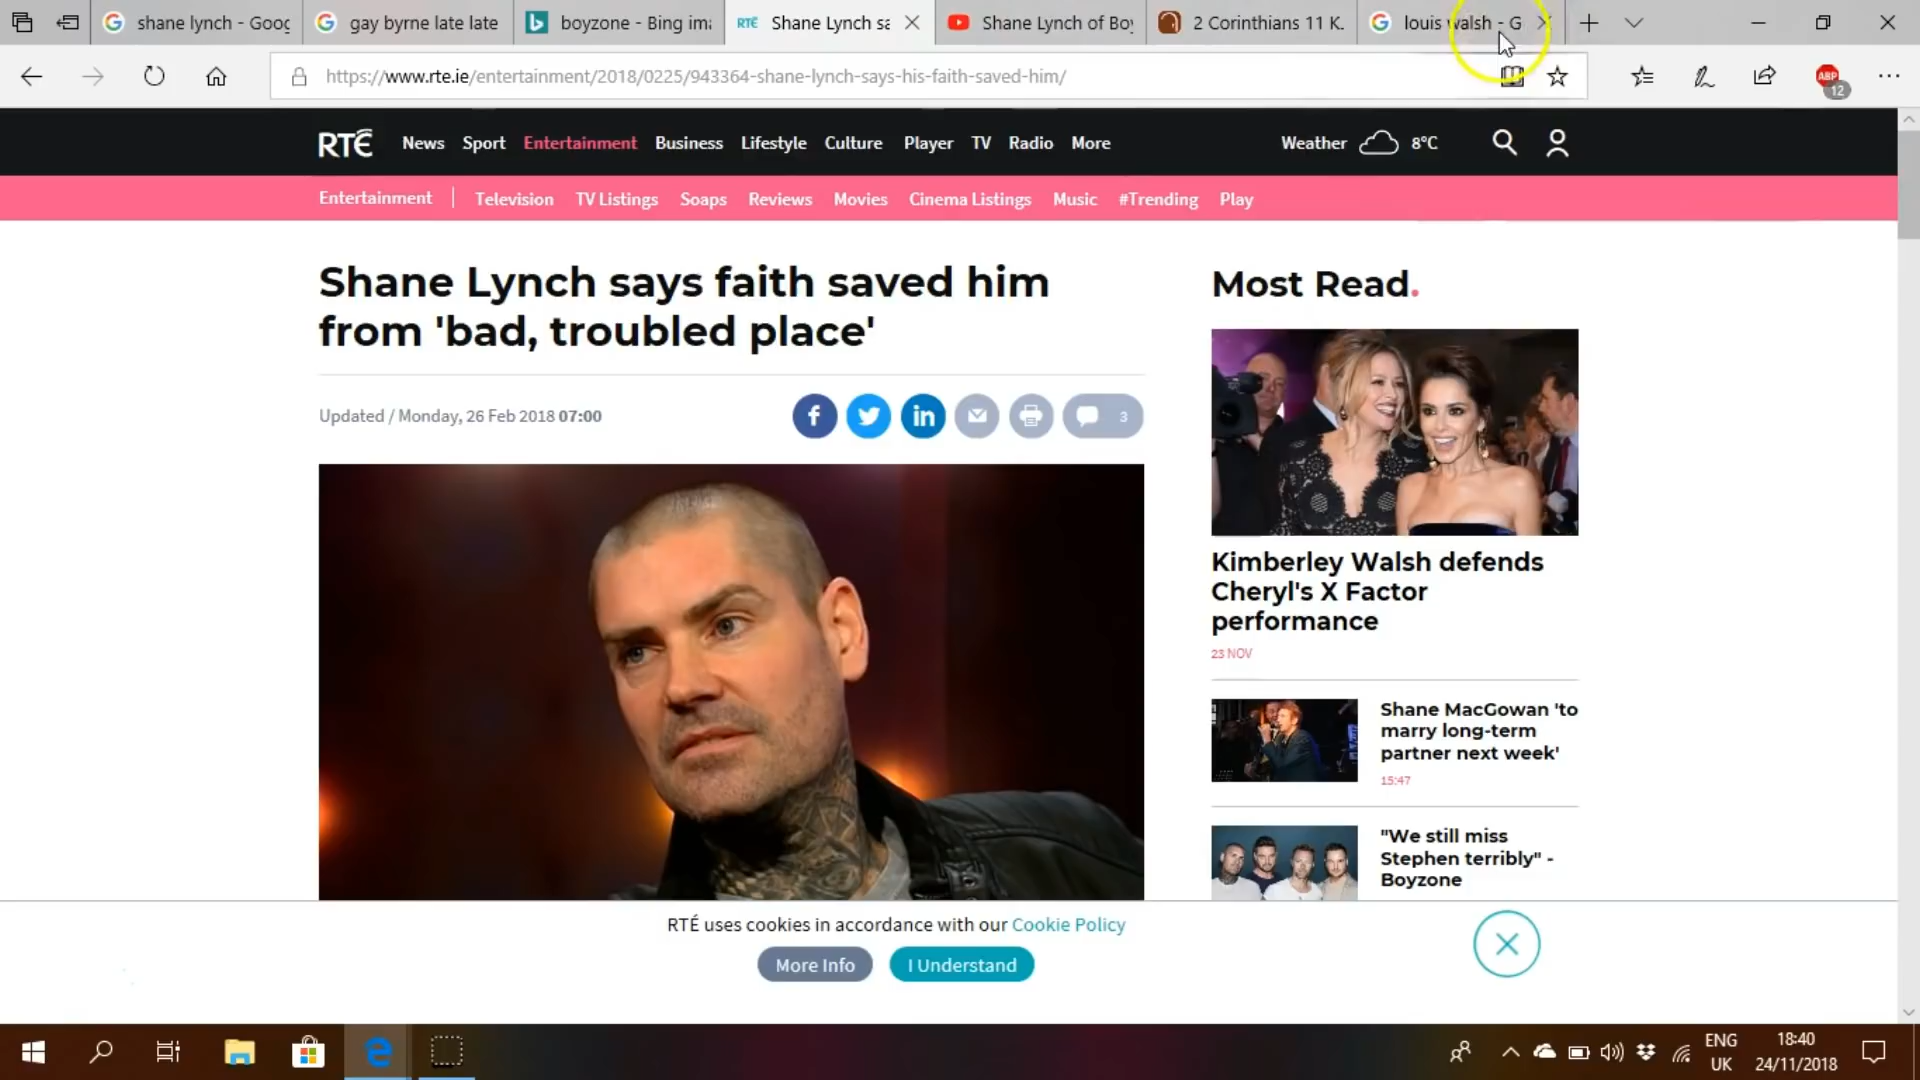 shane lynch - Goog
gay byrne late late
boyzone - Bing ima
RTÉ Shane Lynch sa
Shane Lynch of Boy
2 Corinthians 11 K.
louis walsh - G
https://www.rte.ie/entertainment/2018/0225/943364-shane-lynch-says-his-faith-saved-him/
ABP
12
RTÉ News Sport Entertainment Business Lifestyle Culture Player TV Radio More Weather 8°C
Entertainment | Television TV Listings Soaps Reviews Movies Cinema Listings Music #Trending Play
Shane Lynch says faith saved him
from 'bad, troubled place'
Updated / Monday, 26 Feb 2018 07:00
3
Most Read.
Kimberley Walsh defends
Cheryl's X Factor
performance
23 NOV
Shane MacGowan 'to
marry long-term
partner next week'
15:47
"We still miss
Stephen terribly" -
Boyzone
RTÉ uses cookies in accordance with our Cookie Policy
More Info I Understand
ENG
UK
18:40
24/11/2018